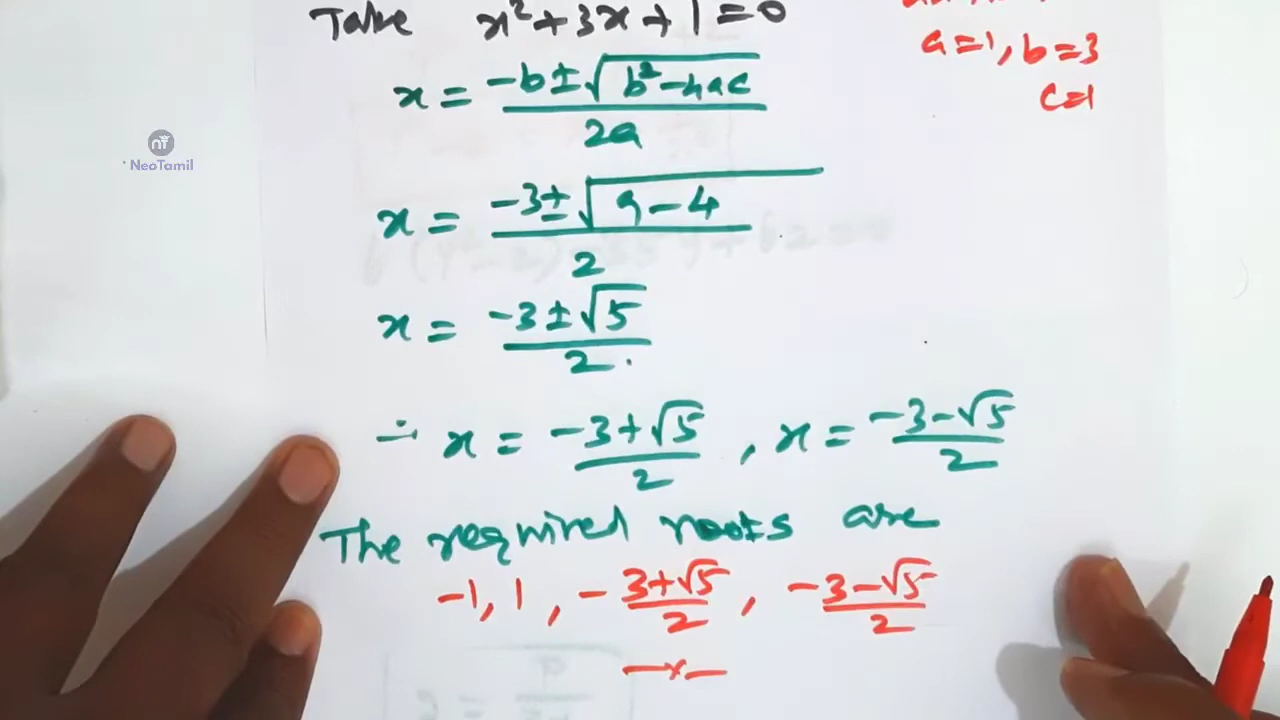 Take x²+3x+1=0
a=1, b=3
c=1
x = (-b±√(b²-4ac))/2a
NeoTamil
x = (-3±√(9-4))/2
x = (-3±√5)/2.
∴ x = (-3+√5)/2 , x = (-3-√5)/2
The required roots are
-1, 1, -(3+√5)/2, -(3-√5)/2